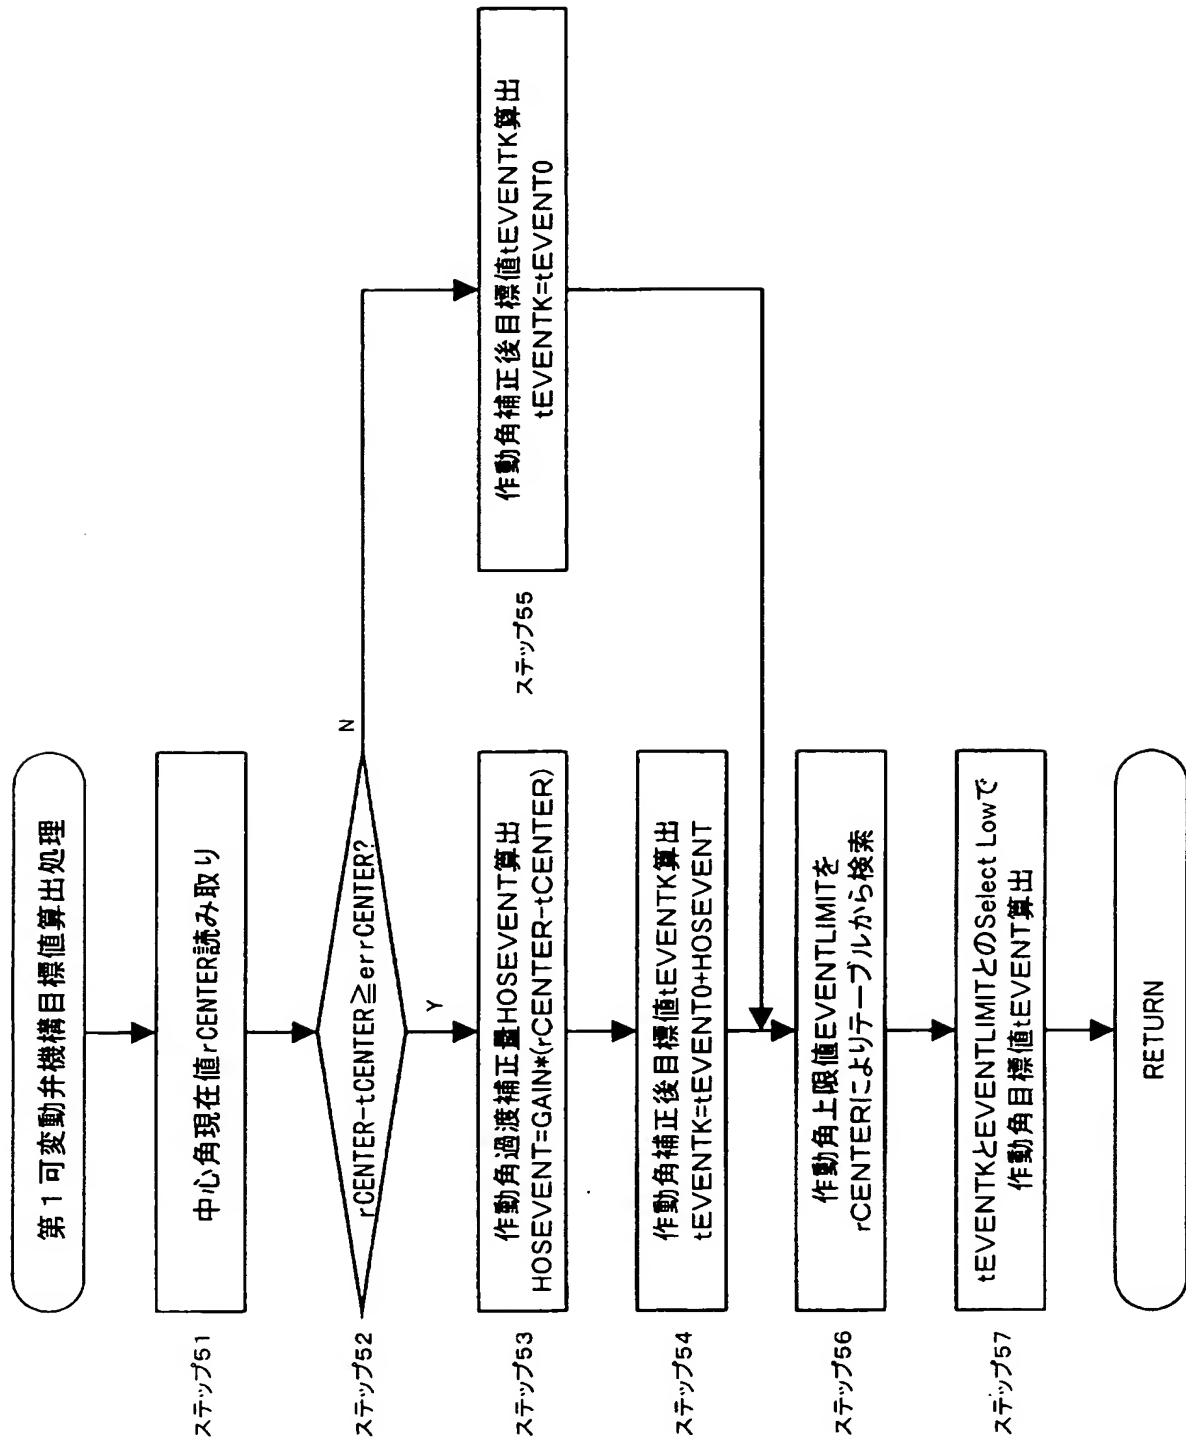 第1可変動弁機構目標値算出処理
ステップ51
中心角現在値rCENTER読み取り
ステップ52
rCENTER-tCENTER≧errCENTER?
N
Y
ステップ53
作動角過渡補正量HOSEVENT算出
HOSEVENT=GAIN*(rCENTER-tCENTER)
ステップ54
作動角補正後目標値tEVENTK算出
tEVENTK=tEVENT0+HOSEVENT
ステップ55
作動角補正後目標値tEVENTK算出
tEVENTK=tEVENT0
ステップ56
作動角上限値EVENTLIMITを
rCENTERによりテーブルから検索
ステップ57
tEVENTKとEVENTLIMITとのSelect Lowで
作動角目標値tEVENT算出
RETURN